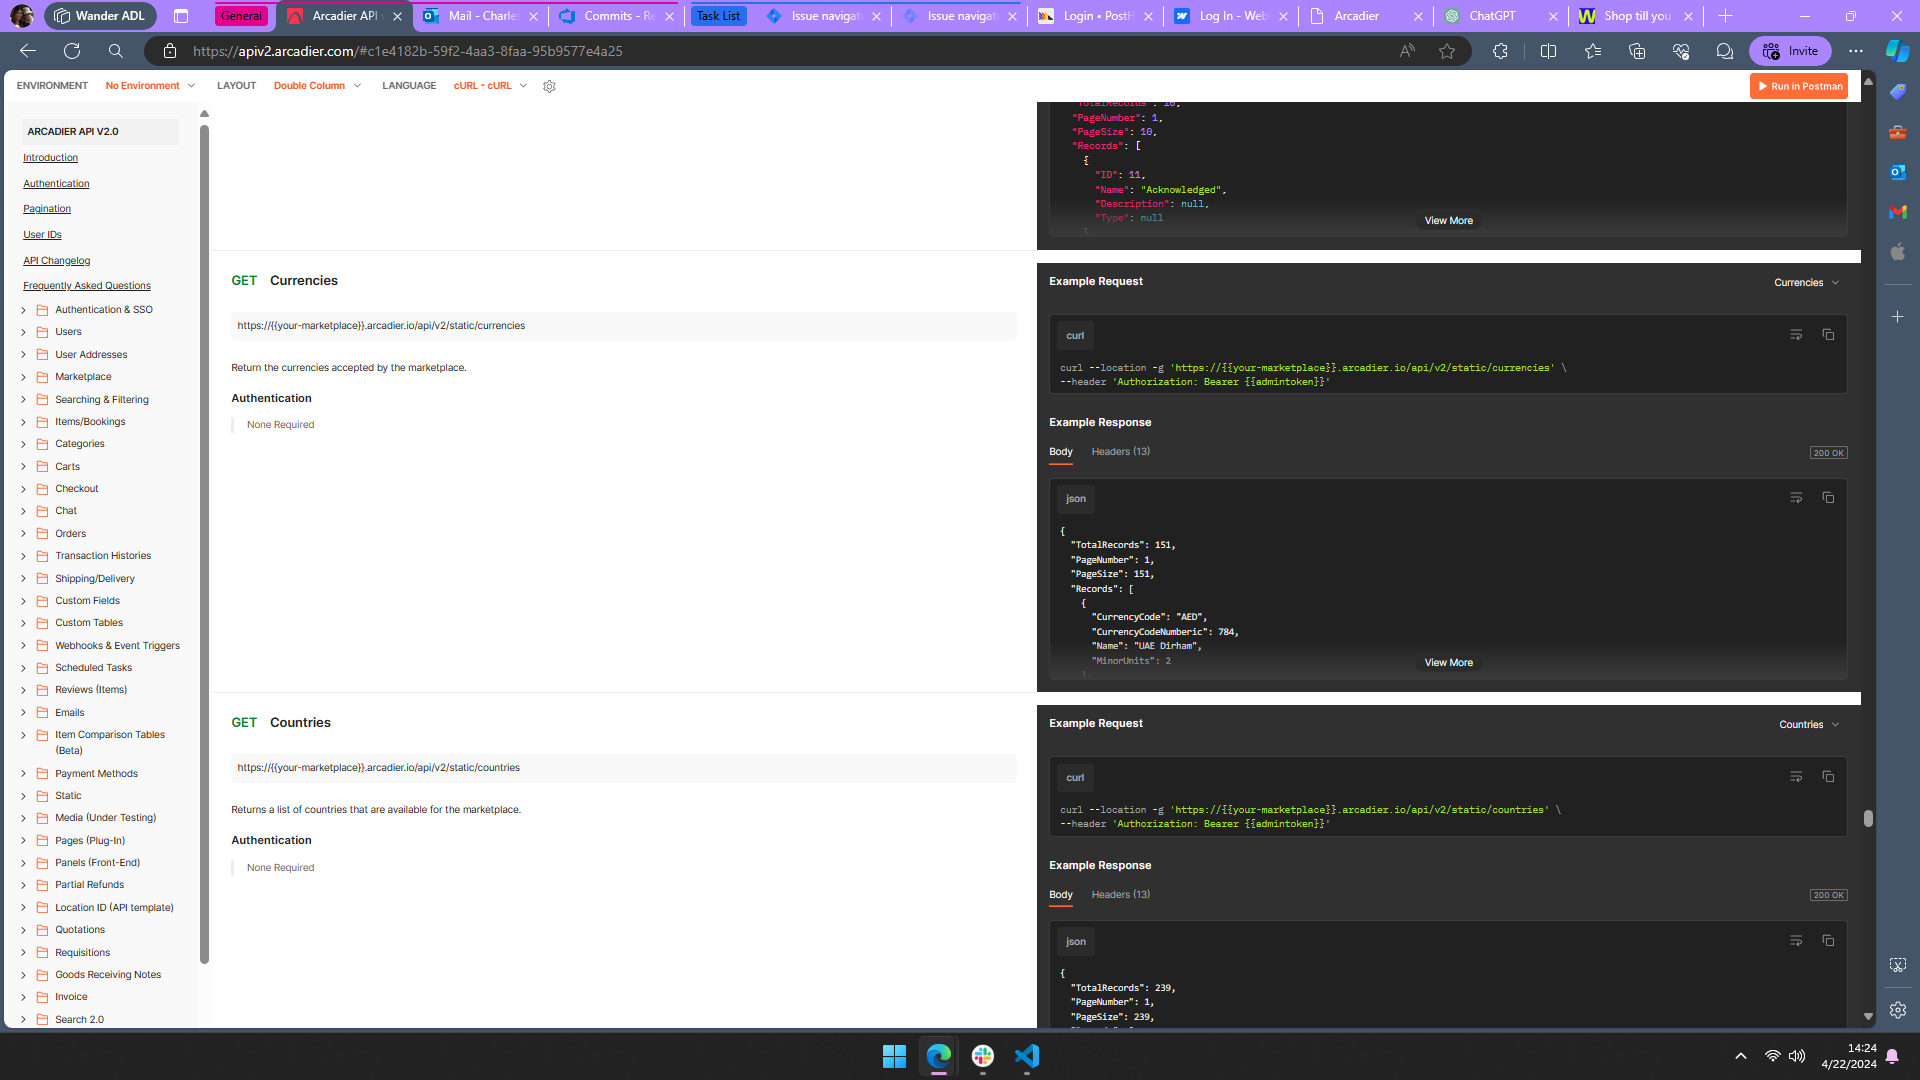 Wander ADL
General
Arcadier API
Mail - Charle
Commits - Re
Task List
Issue navigat
Issue navigat
Login • PostH
Log In - Web
Arcadier
ChatGPT
Shop till you
https://apiv2.arcadier.com/#c1e4182b-59f2-4aa3-8faa-95b9577e4a25
Invite
ENVIRONMENT
No Environment
LAYOUT
Double Column
LANGUAGE
cURL - cURL
Run in Postman
ARCADIER API V2.0
Introduction
Authentication
Pagination
User IDs
API Changelog
Frequently Asked Questions
Authentication & SSO
Users
User Addresses
Marketplace
Searching & Filtering
Items/Bookings
Categories
Carts
Checkout
Chat
Orders
Transaction Histories
Shipping/Delivery
Custom Fields
Custom Tables
Webhooks & Event Triggers
Scheduled Tasks
Reviews (Items)
Emails
Item Comparison Tables
(Beta)
Payment Methods
Static
Media (Under Testing)
Pages (Plug-In)
Panels (Front-End)
Partial Refunds
Location ID (API template)
Quotations
Requisitions
Goods Receiving Notes
Invoice
Search 2.0
"TotalRecords": 10,
"PageNumber": 1,
"PageSize": 10,
"Records": [
{
"ID": 11,
"Name": "Acknowledged",
"Description": null,
"Type": null
View More
GET Currencies
https://{{your-marketplace}}.arcadier.io/api/v2/static/currencies
Return the currencies accepted by the marketplace.
Authentication
None Required
Example Request
Currencies
curl
curl --location -g 'https://{{your-marketplace}}.arcadier.io/api/v2/static/currencies' \
--header 'Authorization: Bearer {{admintoken}}'
Example Response
Body
Headers (13)
200 OK
json
{
"TotalRecords": 151,
"PageNumber": 1,
"PageSize": 151,
"Records": [
{
"CurrencyCode": "AED",
"CurrencyCodeNumberic": 784,
"Name": "UAE Dirham",
"MinorUnits": 2
View More
GET Countries
https://{{your-marketplace}}.arcadier.io/api/v2/static/countries
Returns a list of countries that are available for the marketplace.
Authentication
None Required
Example Request
Countries
curl
curl --location -g 'https://{{your-marketplace}}.arcadier.io/api/v2/static/countries' \
--header 'Authorization: Bearer {{admintoken}}'
Example Response
Body
Headers (13)
200 OK
json
{
"TotalRecords": 239,
"PageNumber": 1,
"PageSize": 239,
14:24
4/22/2024